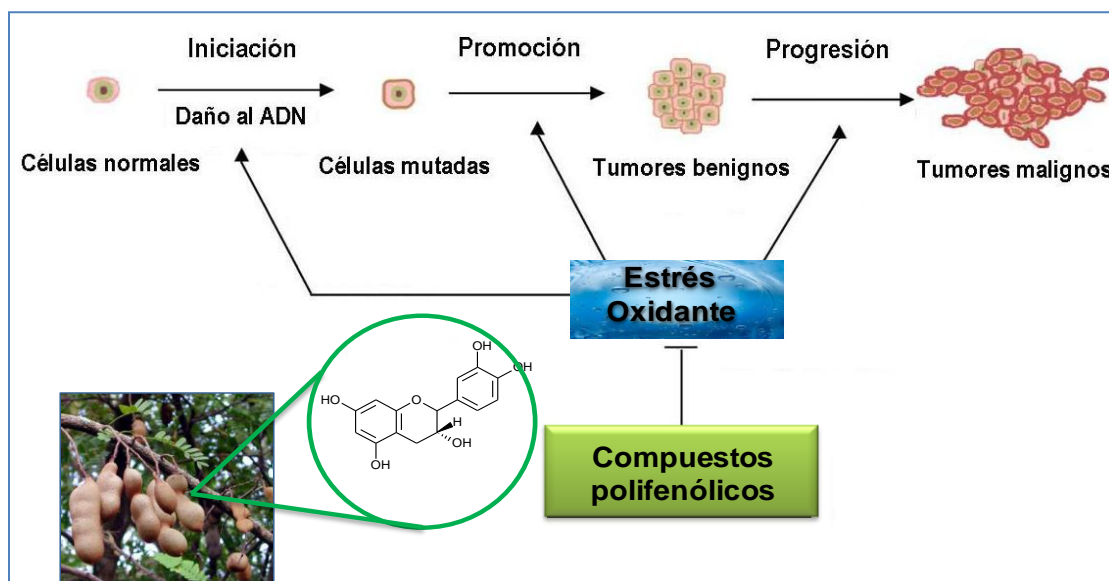 Iniciación
Promoción
Progresión
Daño al ADN
Células normales
Células mutadas
Tumores benignos
Tumores malignos
Estrés
Oxidante
OH
OH
HO
O
H
OH
OH
Compuestos
polifenólicos